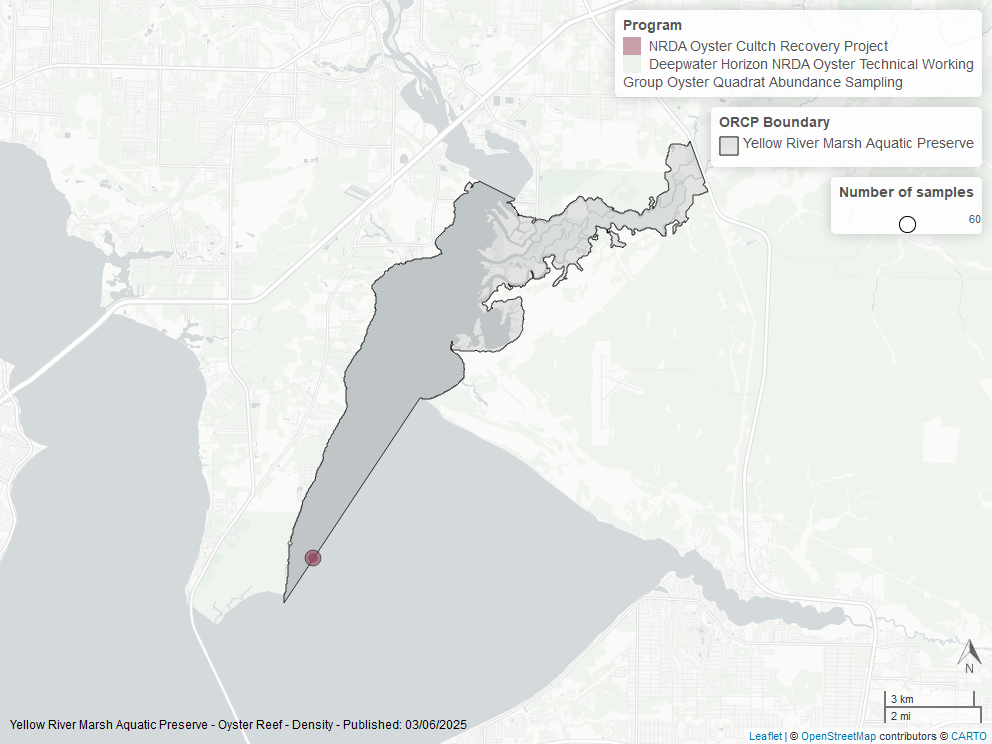 Program
NRDA Oyster Cultch Recovery Project
Deepwater Horizon NRDA Oyster Technical Working
Group Oyster Quadrat Abundance Sampling
ORCP Boundary
Yellow River Marsh Aquatic Preserve
Number of samples
60
N
3 km
2 mi
Yellow River Marsh Aquatic Preserve - Oyster Reef - Density - Published: 03/06/2025
Leaflet | © OpenStreetMap contributors © CARTO